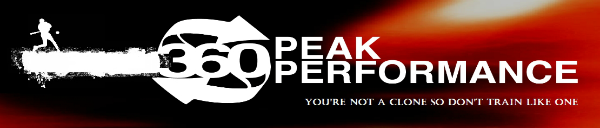 360 PEAK
PERFORMANCE
YOU'RE NOT A CLONE SO DON'T TRAIN LIKE ONE